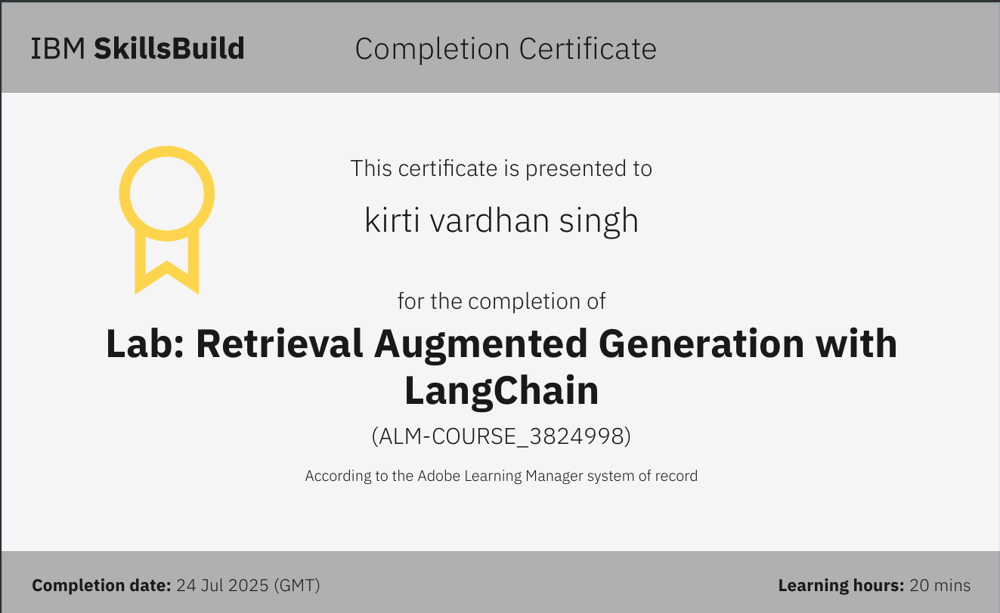 IBM SkillsBuild
Completion Certificate
This certificate is presented to
kirti vardhan singh
for the completion of
Lab: Retrieval Augmented Generation with
LangChain
(ALM-COURSE_3824998)
According to the Adobe Learning Manager system of record
Completion date: 24 Jul 2025 (GMT)
Learning hours: 20 mins